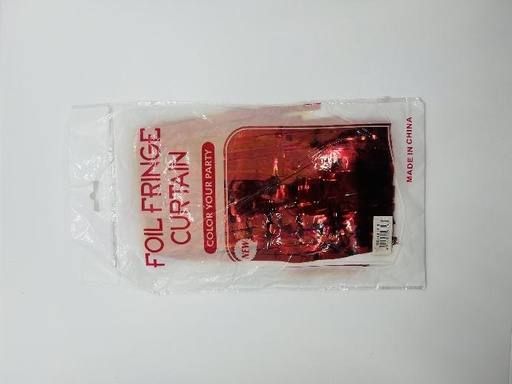 FOIL FRINGE
CURTAIN
COLOR YOUR PARTY
NEW
MADE IN CHINA